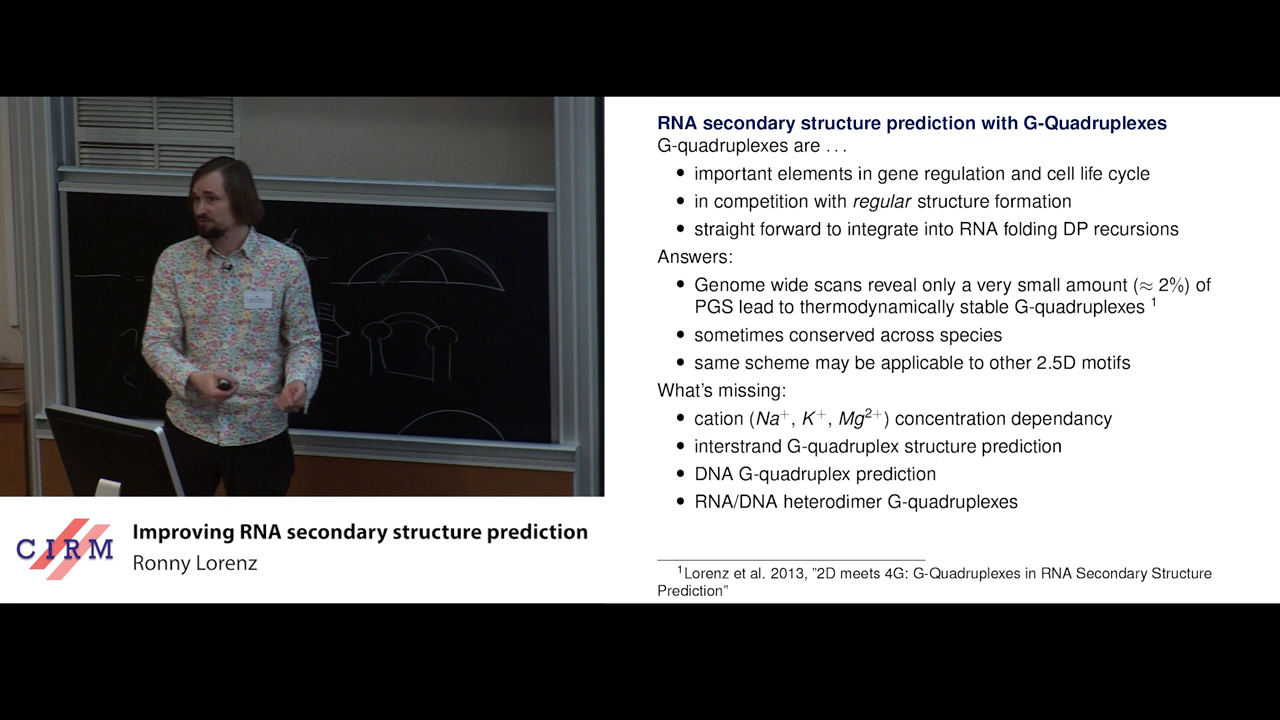 RNA secondary structure prediction with G-Quadruplexes
G-quadruplexes are . . .
• important elements in gene regulation and cell life cycle
• in competition with regular structure formation
• straight forward to integrate into RNA folding DP recursions
Answers:
• Genome wide scans reveal only a very small amount (≈ 2%) of
PGS lead to thermodynamically stable G-quadruplexes ¹
• sometimes conserved across species
• same scheme may be applicable to other 2.5D motifs
What's missing:
• cation (Na⁺, K⁺, Mg²⁺) concentration dependancy
• interstrand G-quadruplex structure prediction
• DNA G-quadruplex prediction
• RNA/DNA heterodimer G-quadruplexes
¹Lorenz et al. 2013, "2D meets 4G: G-Quadruplexes in RNA Secondary Structure
Prediction"
CIRM
Improving RNA secondary structure prediction
Ronny Lorenz